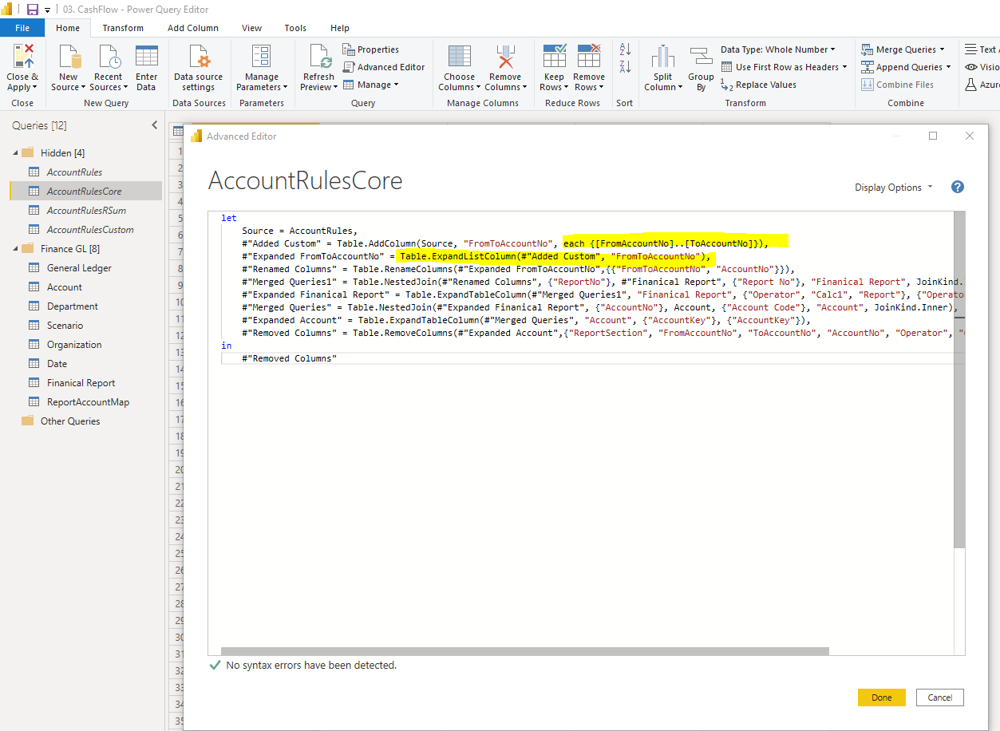 03. CashFlow - Power Query Editor
File Home Transform Add Column View Tools Help
Close & Apply
Close
New Source
Recent Sources
Enter Data
New Query
Data source settings
Data Sources
Manage Parameters
Parameters
Refresh Preview
Properties
Advanced Editor
Manage
Query
Choose Columns
Remove Columns
Manage Columns
Keep Rows
Remove Rows
Reduce Rows
A
Z
Z
A
Sort
Split Column
Group By
Data Type: Whole Number
Use First Row as Headers
1 2 Replace Values
Transform
Merge Queries
Append Queries
Combine Files
Combine
Text
Visio
Azur
Queries [12]
Hidden [4]
AccountRules
AccountRulesCore
AccountRulesRSum
AccountRulesCustom
Finance GL [8]
General Ledger
Account
Department
Scenario
Organization
Date
Finanical Report
ReportAccountMap
Other Queries
1
2
3
4
5
6
7
8
9
10
11
12
13
14
15
16
17
18
19
20
21
22
23
24
25
26
27
28
29
30
31
32
33
34
35
Advanced Editor
AccountRulesCore
Display Options
?
let
Source = AccountRules,
#"Added Custom" = Table.AddColumn(Source, "FromToAccountNo", each {[FromAccountNo]..[ToAccountNo]}),
#"Expanded FromToAccountNo" = Table.ExpandListColumn(#"Added Custom", "FromToAccountNo"),
#"Renamed Columns" = Table.RenameColumns(#"Expanded FromToAccountNo",{{"FromToAccountNo", "AccountNo"}}),
#"Merged Queries1" = Table.NestedJoin(#"Renamed Columns", {"ReportNo"}, #"Finanical Report", {"Report No"}, "Finanical Report", JoinKind.
#"Expanded Finanical Report" = Table.ExpandTableColumn(#"Merged Queries1", "Finanical Report", {"Operator", "Calc1", "Report"}, {"Operato
#"Merged Queries" = Table.NestedJoin(#"Expanded Finanical Report", {"AccountNo"}, Account, {"Account Code"}, "Account", JoinKind.Inner),
#"Expanded Account" = Table.ExpandTableColumn(#"Merged Queries", "Account", {"AccountKey"}, {"AccountKey"}),
#"Removed Columns" = Table.RemoveColumns(#"Expanded Account",{"ReportSection", "FromAccountNo", "ToAccountNo", "AccountNo", "Operator", "
in
#"Removed Columns"
No syntax errors have been detected.
Done
Cancel